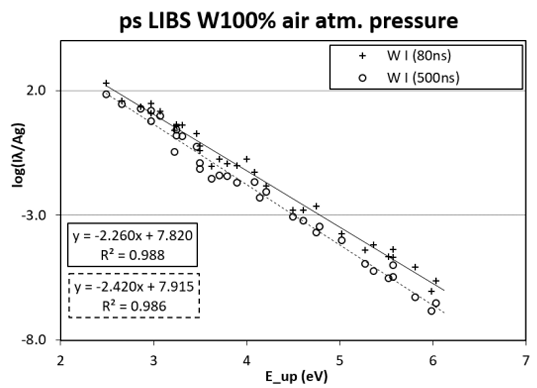 ps LIBS W100% air atm. pressure
+ W I (80ns)
o W I (500ns)
2.0
-3.0
-8.0
log(Iλ/Ag)
y = -2.260x + 7.820
R² = 0.988
y = -2.420x + 7.915
R² = 0.986
2 3 4 5 6 7
E_up (eV)